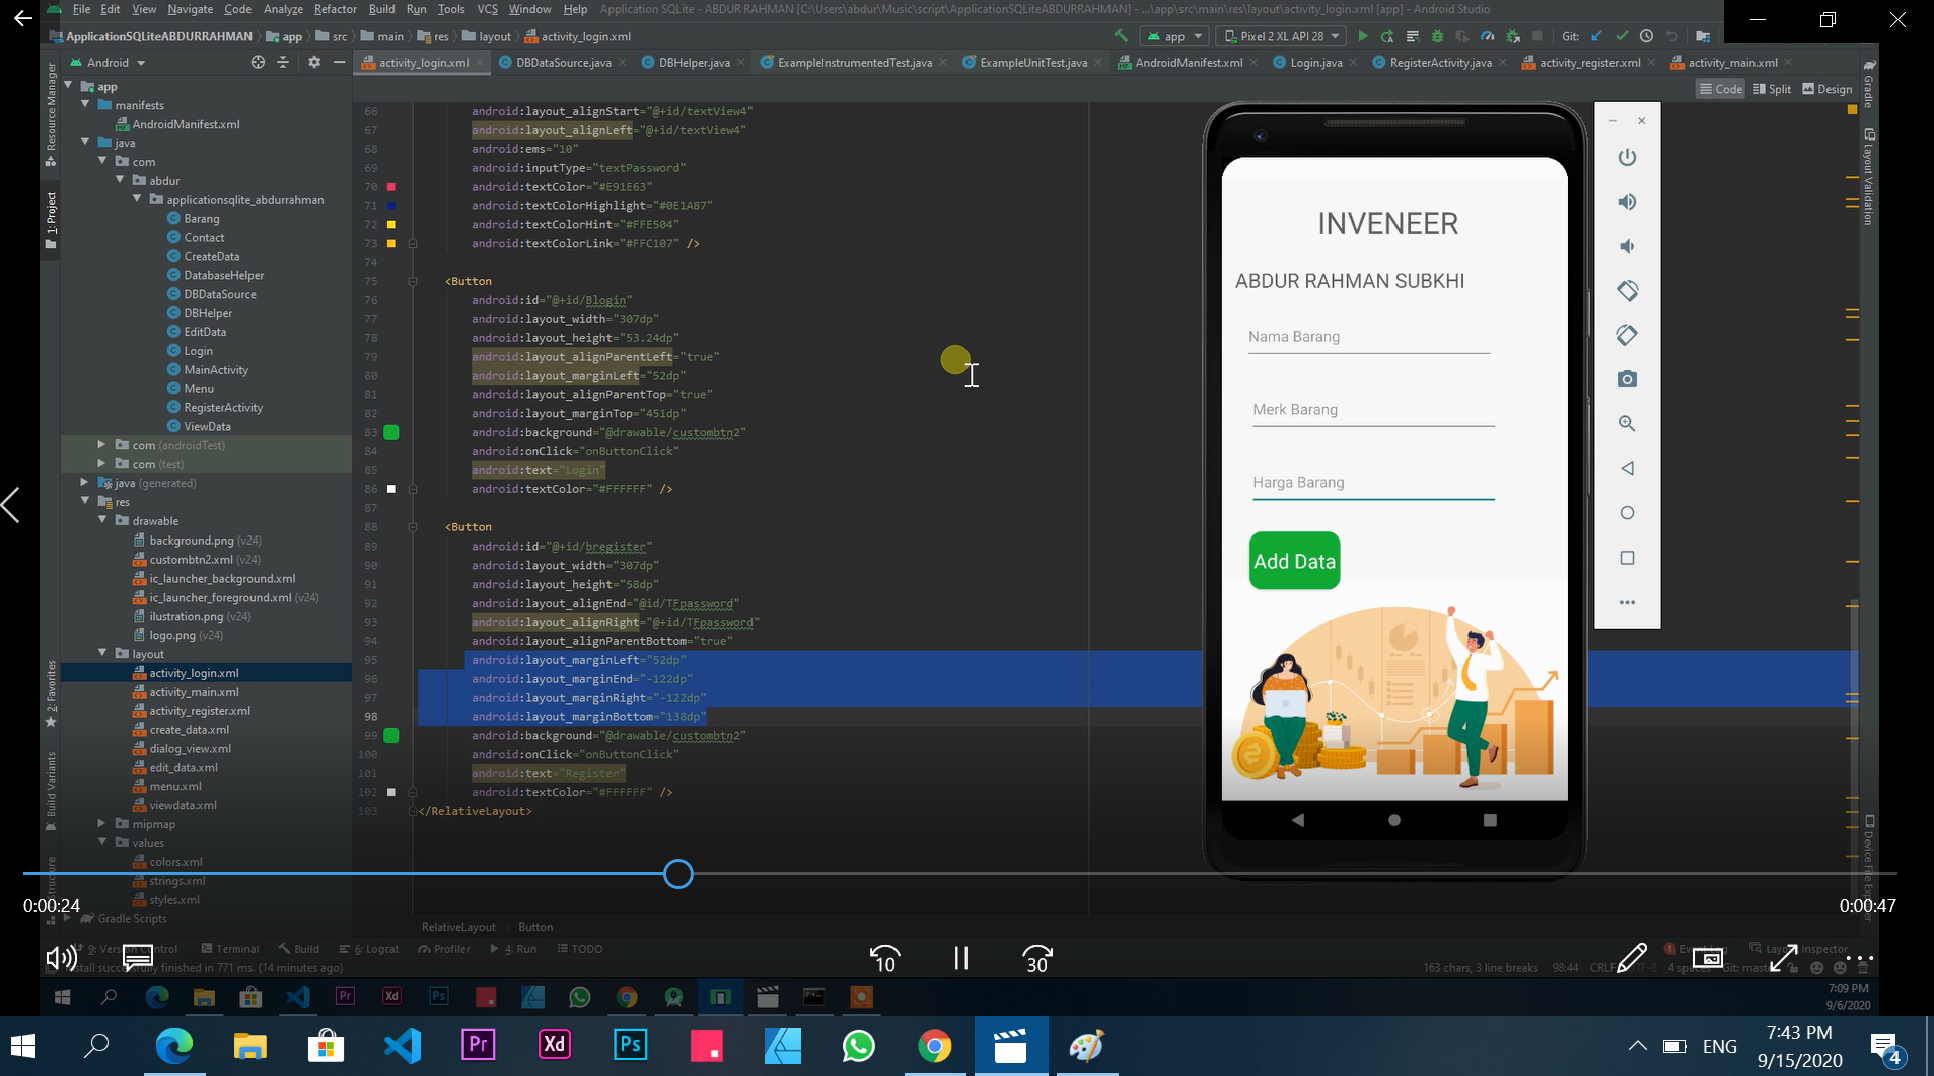 File Edit View Navigate Code Analyze Refactor Build Run Tools VCS Window Help Application SQLite - ABDUR RAHMAN [C:\Users\abdur\Music\script\ApplicationSQLiteABDURRAHMAN] - ...\app\src\main\res\layout\activity_login.xml [app] - Android Studio
ApplicationSQLiteABDURRAHMAN app src main res layout activity_login.xml
app Pixel 2 XL API 28 Git:
Android
activity_login.xml DBDataSource.java DBHelper.java ExampleInstrumentedTest.java ExampleUnitTest.java AndroidManifest.xml Login.java RegisterActivity.java activity_register.xml activity_main.xml
Code Split Design
Resource Manager
1: Project
2: Favorites
Build Variants
Gradle
Layout Validation
app
manifests
AndroidManifest.xml
java
com
abdur
applicationsqlite_abdurrahman
Barang
Contact
CreateData
DatabaseHelper
DBDataSource
DBHelper
EditData
Login
MainActivity
Menu
RegisterActivity
ViewData
com (androidTest)
com (test)
java (generated)
res
drawable
background.png (v24)
custombtn2.xml (v24)
ic_launcher_background.xml
ic_launcher_foreground.xml (v24)
ilustration.png (v24)
logo.png (v24)
layout
activity_login.xml
activity_main.xml
activity_register.xml
create_data.xml
dialog_view.xml
edit_data.xml
menu.xml
viewdata.xml
mipmap
values
colors.xml
strings.xml
styles.xml
Gradle Scripts
66 android:layout_alignStart="@+id/textView4"
67 android:layout_alignLeft="@+id/textView4"
68 android:ems="10"
69 android:inputType="textPassword"
70 android:textColor="#E91E63"
71 android:textColorHighlight="#0E1A87"
72 android:textColorHint="#FFE504"
73 android:textColorLink="#FFC107" />
74
75 <Button
76 android:id="@+id/Blogin"
77 android:layout_width="307dp"
78 android:layout_height="53.24dp"
79 android:layout_alignParentLeft="true"
80 android:layout_marginLeft="52dp"
81 android:layout_alignParentTop="true"
82 android:layout_marginTop="451dp"
83 android:background="@drawable/custombtn2"
84 android:onClick="onButtonClick"
85 android:text="Login"
86 android:textColor="#FFFFFF" />
87
88 <Button
89 android:id="@+id/bregister"
90 android:layout_width="307dp"
91 android:layout_height="58dp"
92 android:layout_alignEnd="@id/TFpassword"
93 android:layout_alignRight="@+id/TFpassword"
94 android:layout_alignParentBottom="true"
95 android:layout_marginLeft="52dp"
96 android:layout_marginEnd="-122dp"
97 android:layout_marginRight="-122dp"
98 android:layout_marginBottom="138dp"
99 android:background="@drawable/custombtn2"
100 android:onClick="onButtonClick"
101 android:text="Register"
102 android:textColor="#FFFFFF" />
103 </RelativeLayout>
INVENEER
ABDUR RAHMAN SUBKHI
Nama Barang
Merk Barang
Harga Barang
Add Data
0:00:24
0:00:47
RelativeLayout Button
9: Version Control Terminal Build 6: Logcat Profiler 4: Run TODO
Install successfully finished in 771 ms. (14 minutes ago)
163 chars, 3 line breaks 98:44 CRLF 4 spaces
10
30
7:09 PM
9/6/2020
Pr Xd Ps
Pr Xd Ps
ENG
7:43 PM
9/15/2020
4